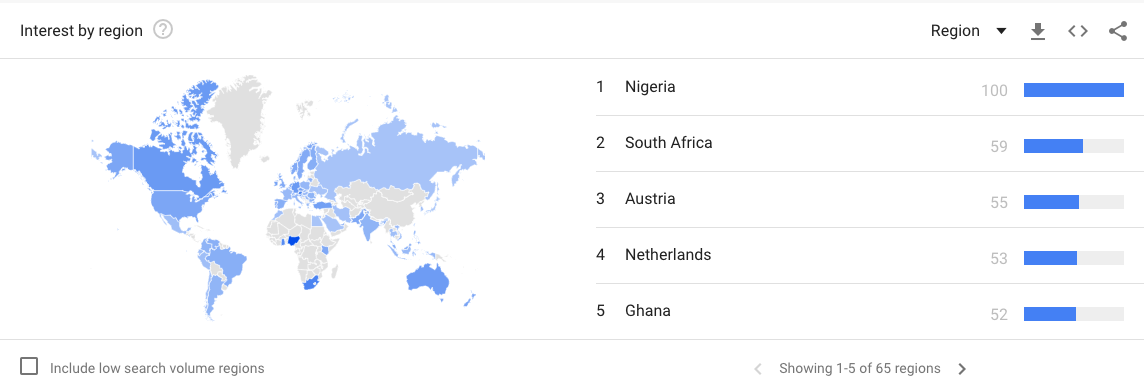 Interest by region
Region
1 Nigeria 100
2 South Africa 59
3 Austria 55
4 Netherlands 53
5 Ghana 52
Include low search volume regions
Showing 1-5 of 65 regions